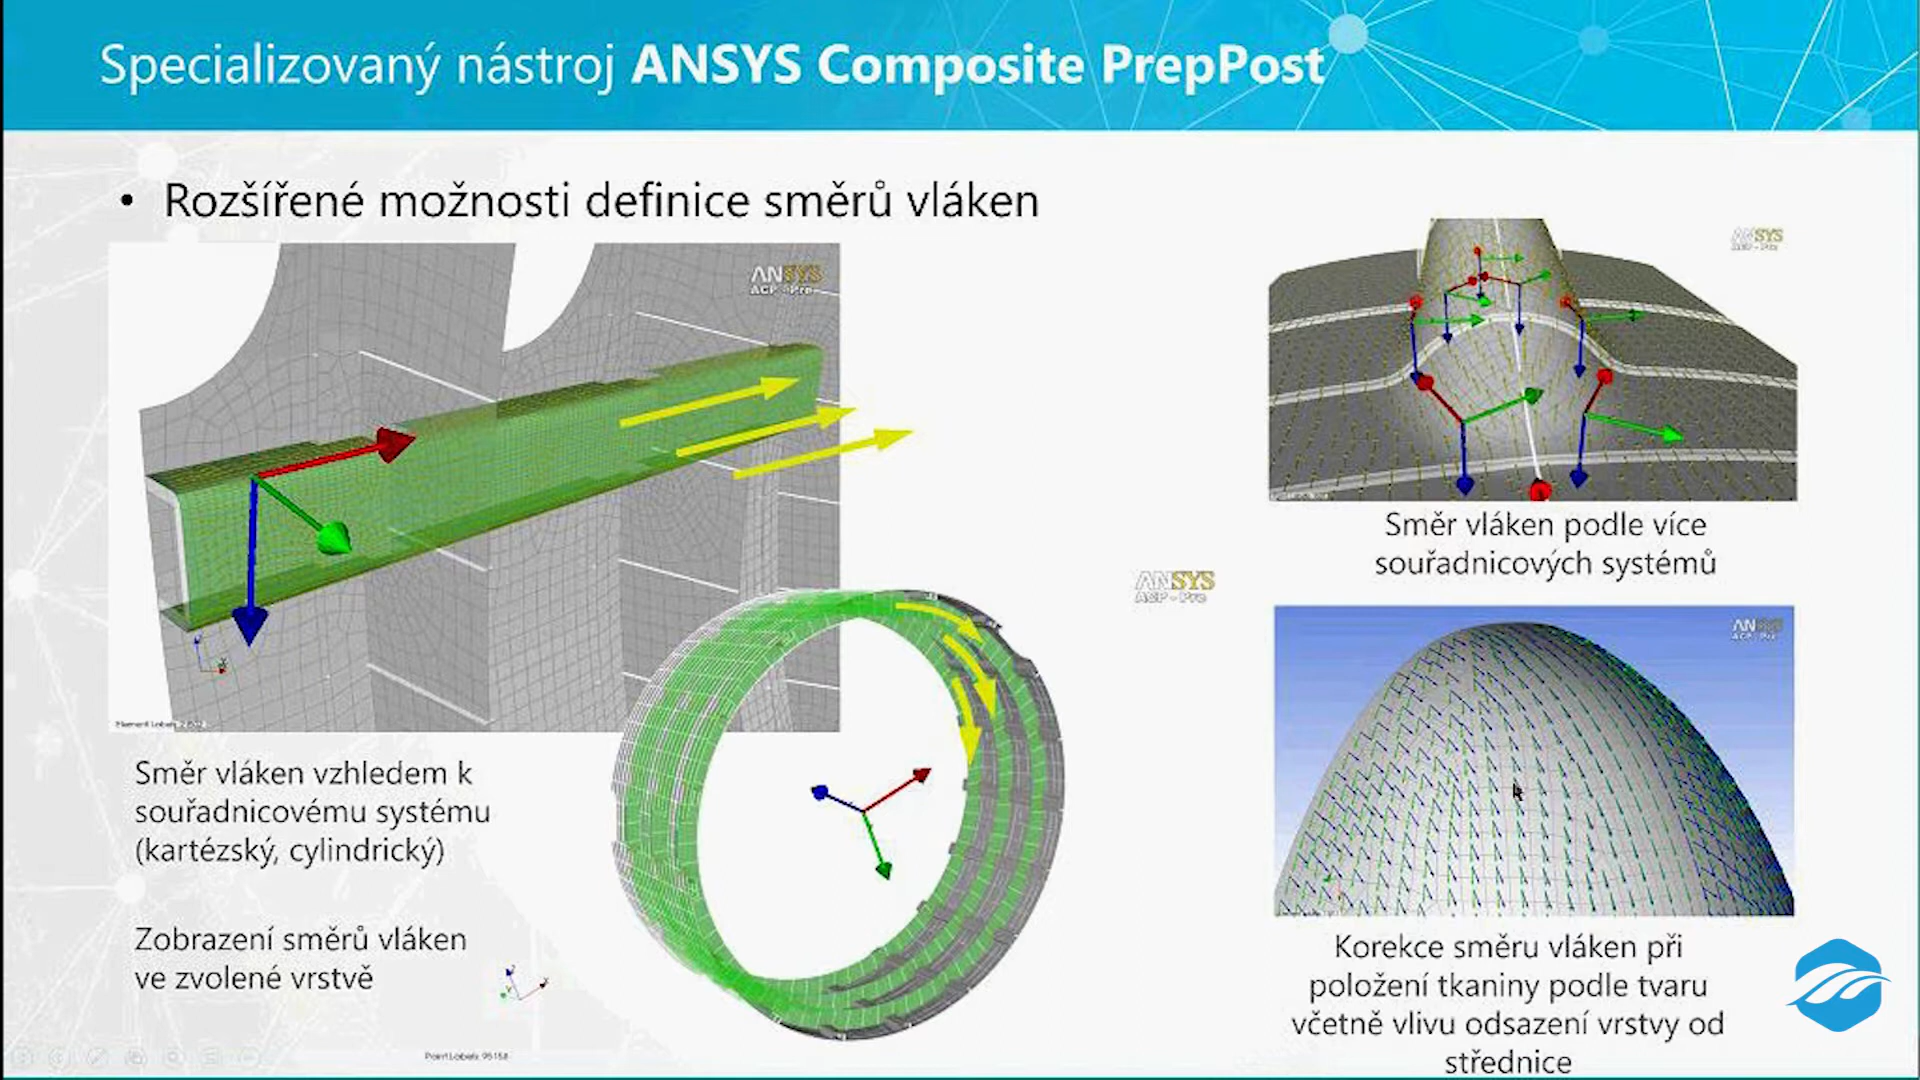 Specializovaný nástroj ANSYS Composite PrepPost
• Rozšířené možnosti definice směrů vláken
ANSYS
ACP - Pre
ANSYS
ACP - Pre
Směr vláken podle více
souřadnicových systémů
ANSYS
ACP - Pre
ANSYS
ACP - Pre
Směr vláken vzhledem k
souřadnicovému systému
(kartézský, cylindrický)
Zobrazení směrů vláken
ve zvolené vrstvě
Korekce směru vláken při
položení tkaniny podle tvaru
včetně vlivu odsazení vrstvy od
střednice